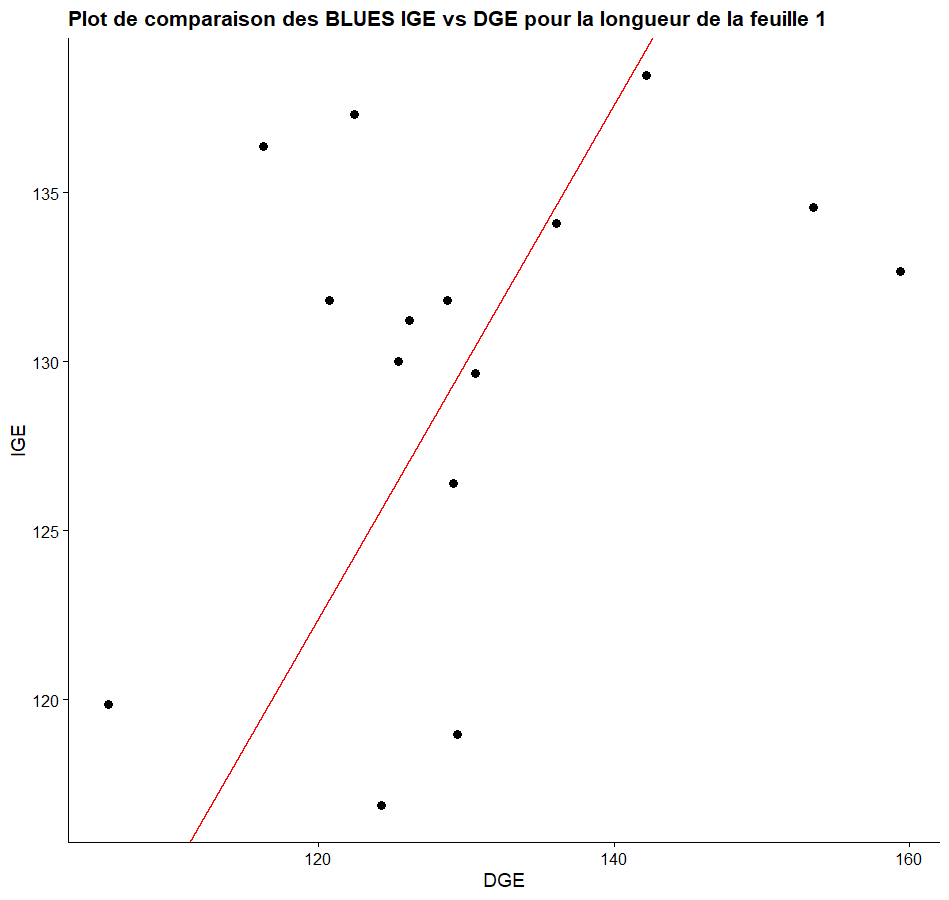 Plot de comparaison des BLUES IGE vs DGE pour la longueur de la feuille 1
135
130
IGE
125
120
120 140 160
DGE